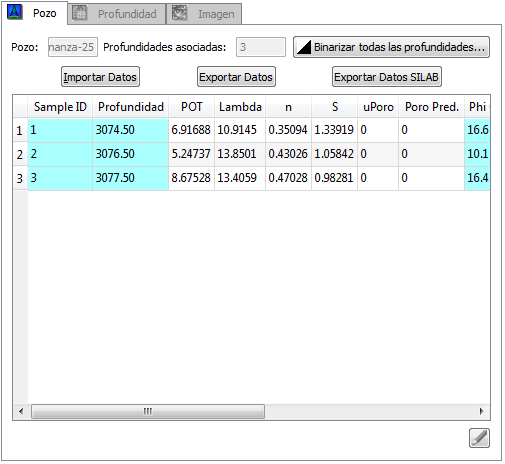 Pozo Profundidad Imagen
Pozo: nanza-25 Profundidades asociadas: 3 Binarizar todas las profundidades...
Importar Datos Exportar Datos Exportar Datos SILAB
Sample ID Profundidad POT Lambda n S uPoro Poro Pred. Phi
1 1 3074.50 6.91688 10.9145 0.35094 1.33919 0 0 16.6
2 2 3076.50 5.24737 13.8501 0.43026 1.05842 0 0 10.1
3 3 3077.50 8.67528 13.4059 0.47028 0.98281 0 0 16.4